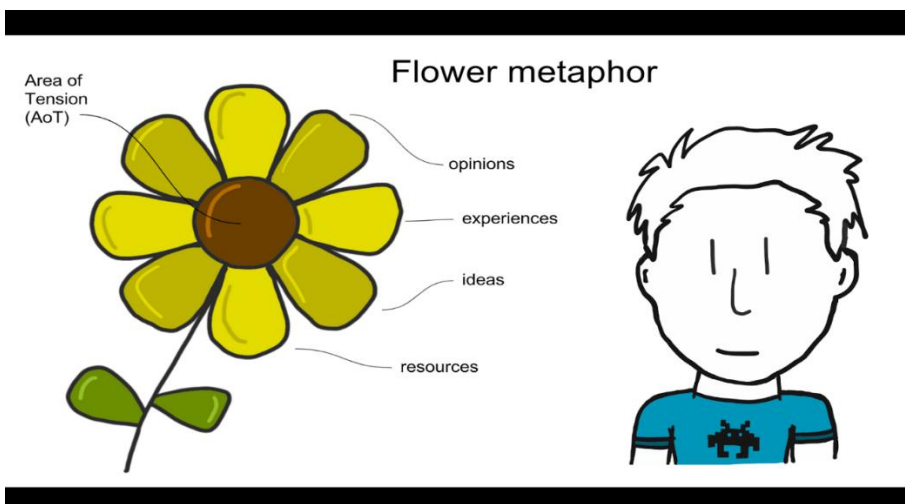 Flower metaphor
Area of
Tension
(AoT)
opinions
experiences
ideas
resources